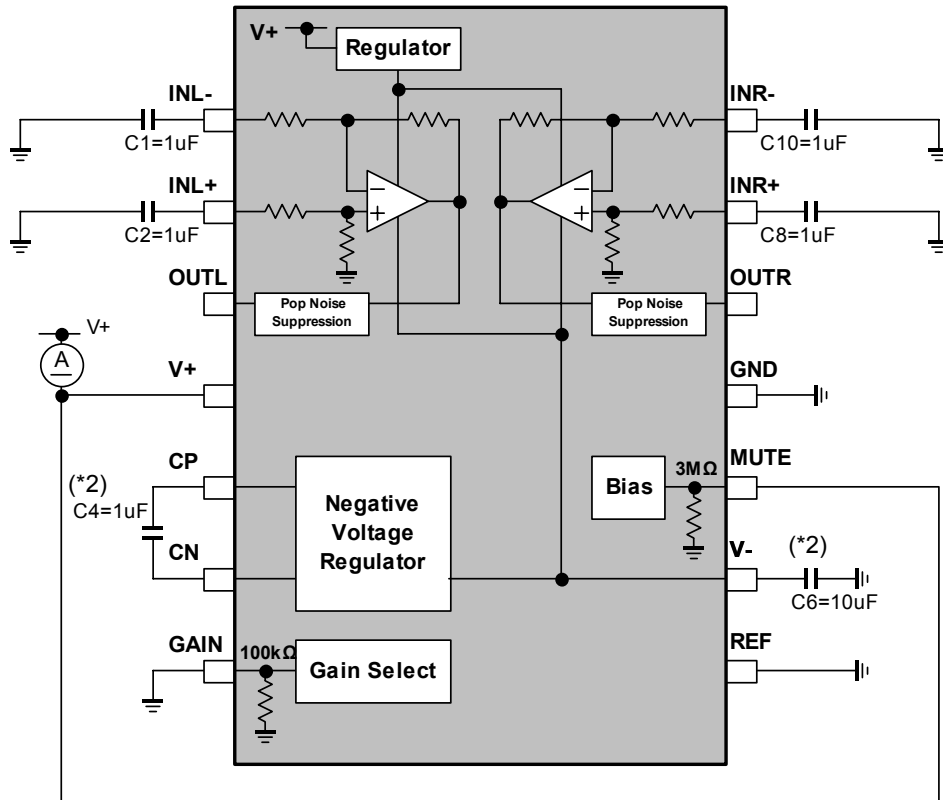 V+
Regulator
INL-
INR-
C1=1uF
C10=1uF
INL+
INR+
−
+
−
+
C2=1uF
C8=1uF
OUTL
OUTR
Pop Noise
Suppression
Pop Noise
Suppression
V+
A
V+
GND
CP
MUTE
3MΩ
(*2)
C4=1uF
Negative
Voltage
Regulator
Bias
CN
V-
(*2)
C6=10uF
GAIN
REF
100kΩ
Gain Select